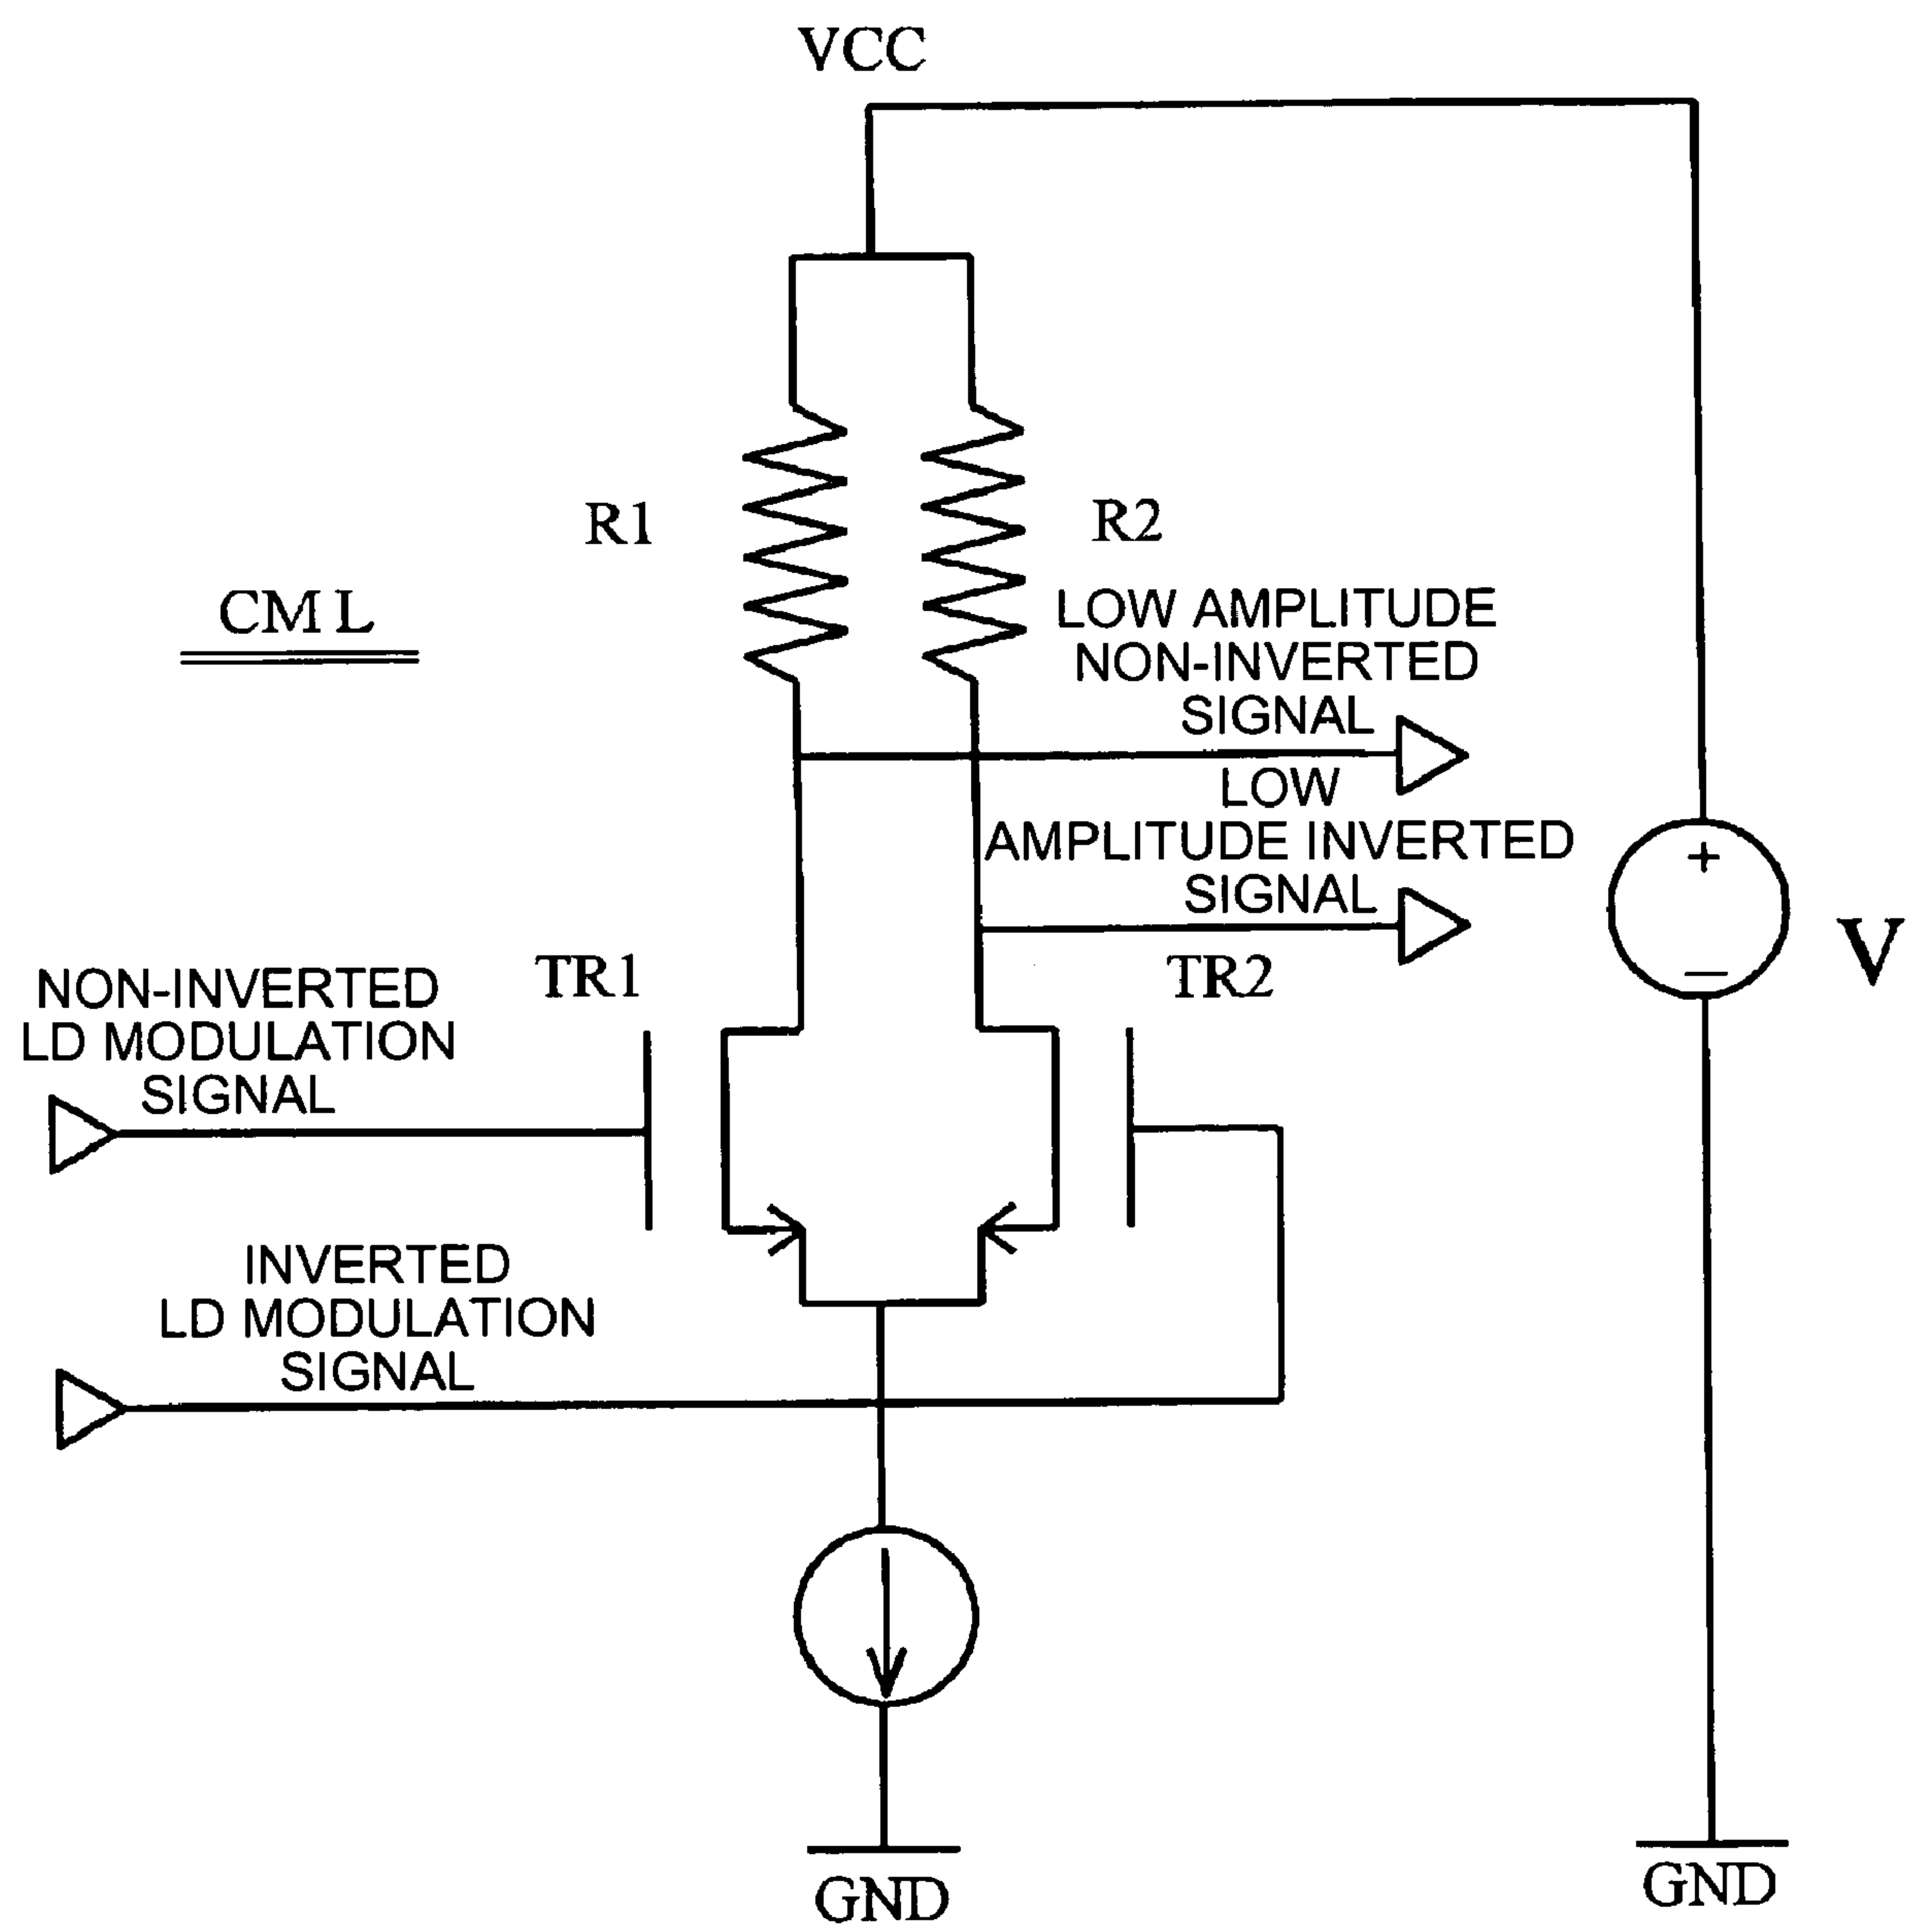 VCC
R1
R2
CML
LOW AMPLITUDE
NON-INVERTED
SIGNAL
LOW
AMPLITUDE INVERTED
SIGNAL
+
—
V
TR1
TR2
NON-INVERTED
LD MODULATION
SIGNAL
INVERTED
LD MODULATION
SIGNAL
GND
GND